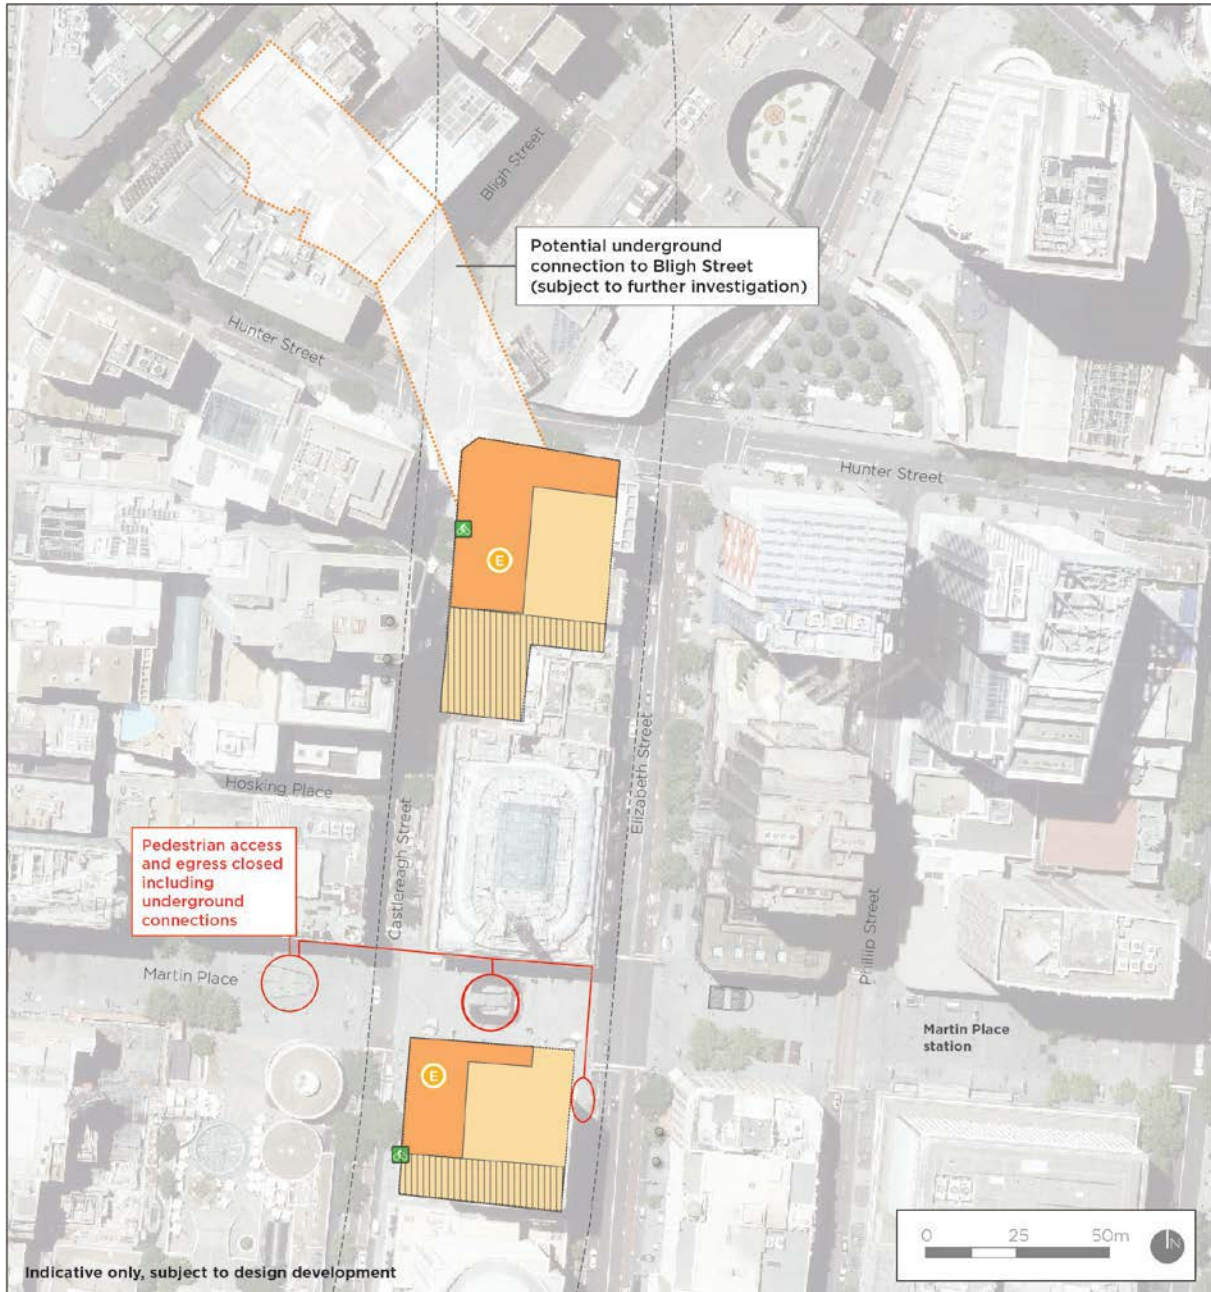 Bligh Street
Potential underground
connection to Bligh Street
(subject to further investigation)
Hunter Street
Hunter Street
E
Hosking Place
Castlereagh Street
Elizabeth Street
Pedestrian access
and egress closed
including
underground
connections
Phillip Street
Martin Place
Martin Place
station
E
0 25 50m
N
Indicative only, subject to design development